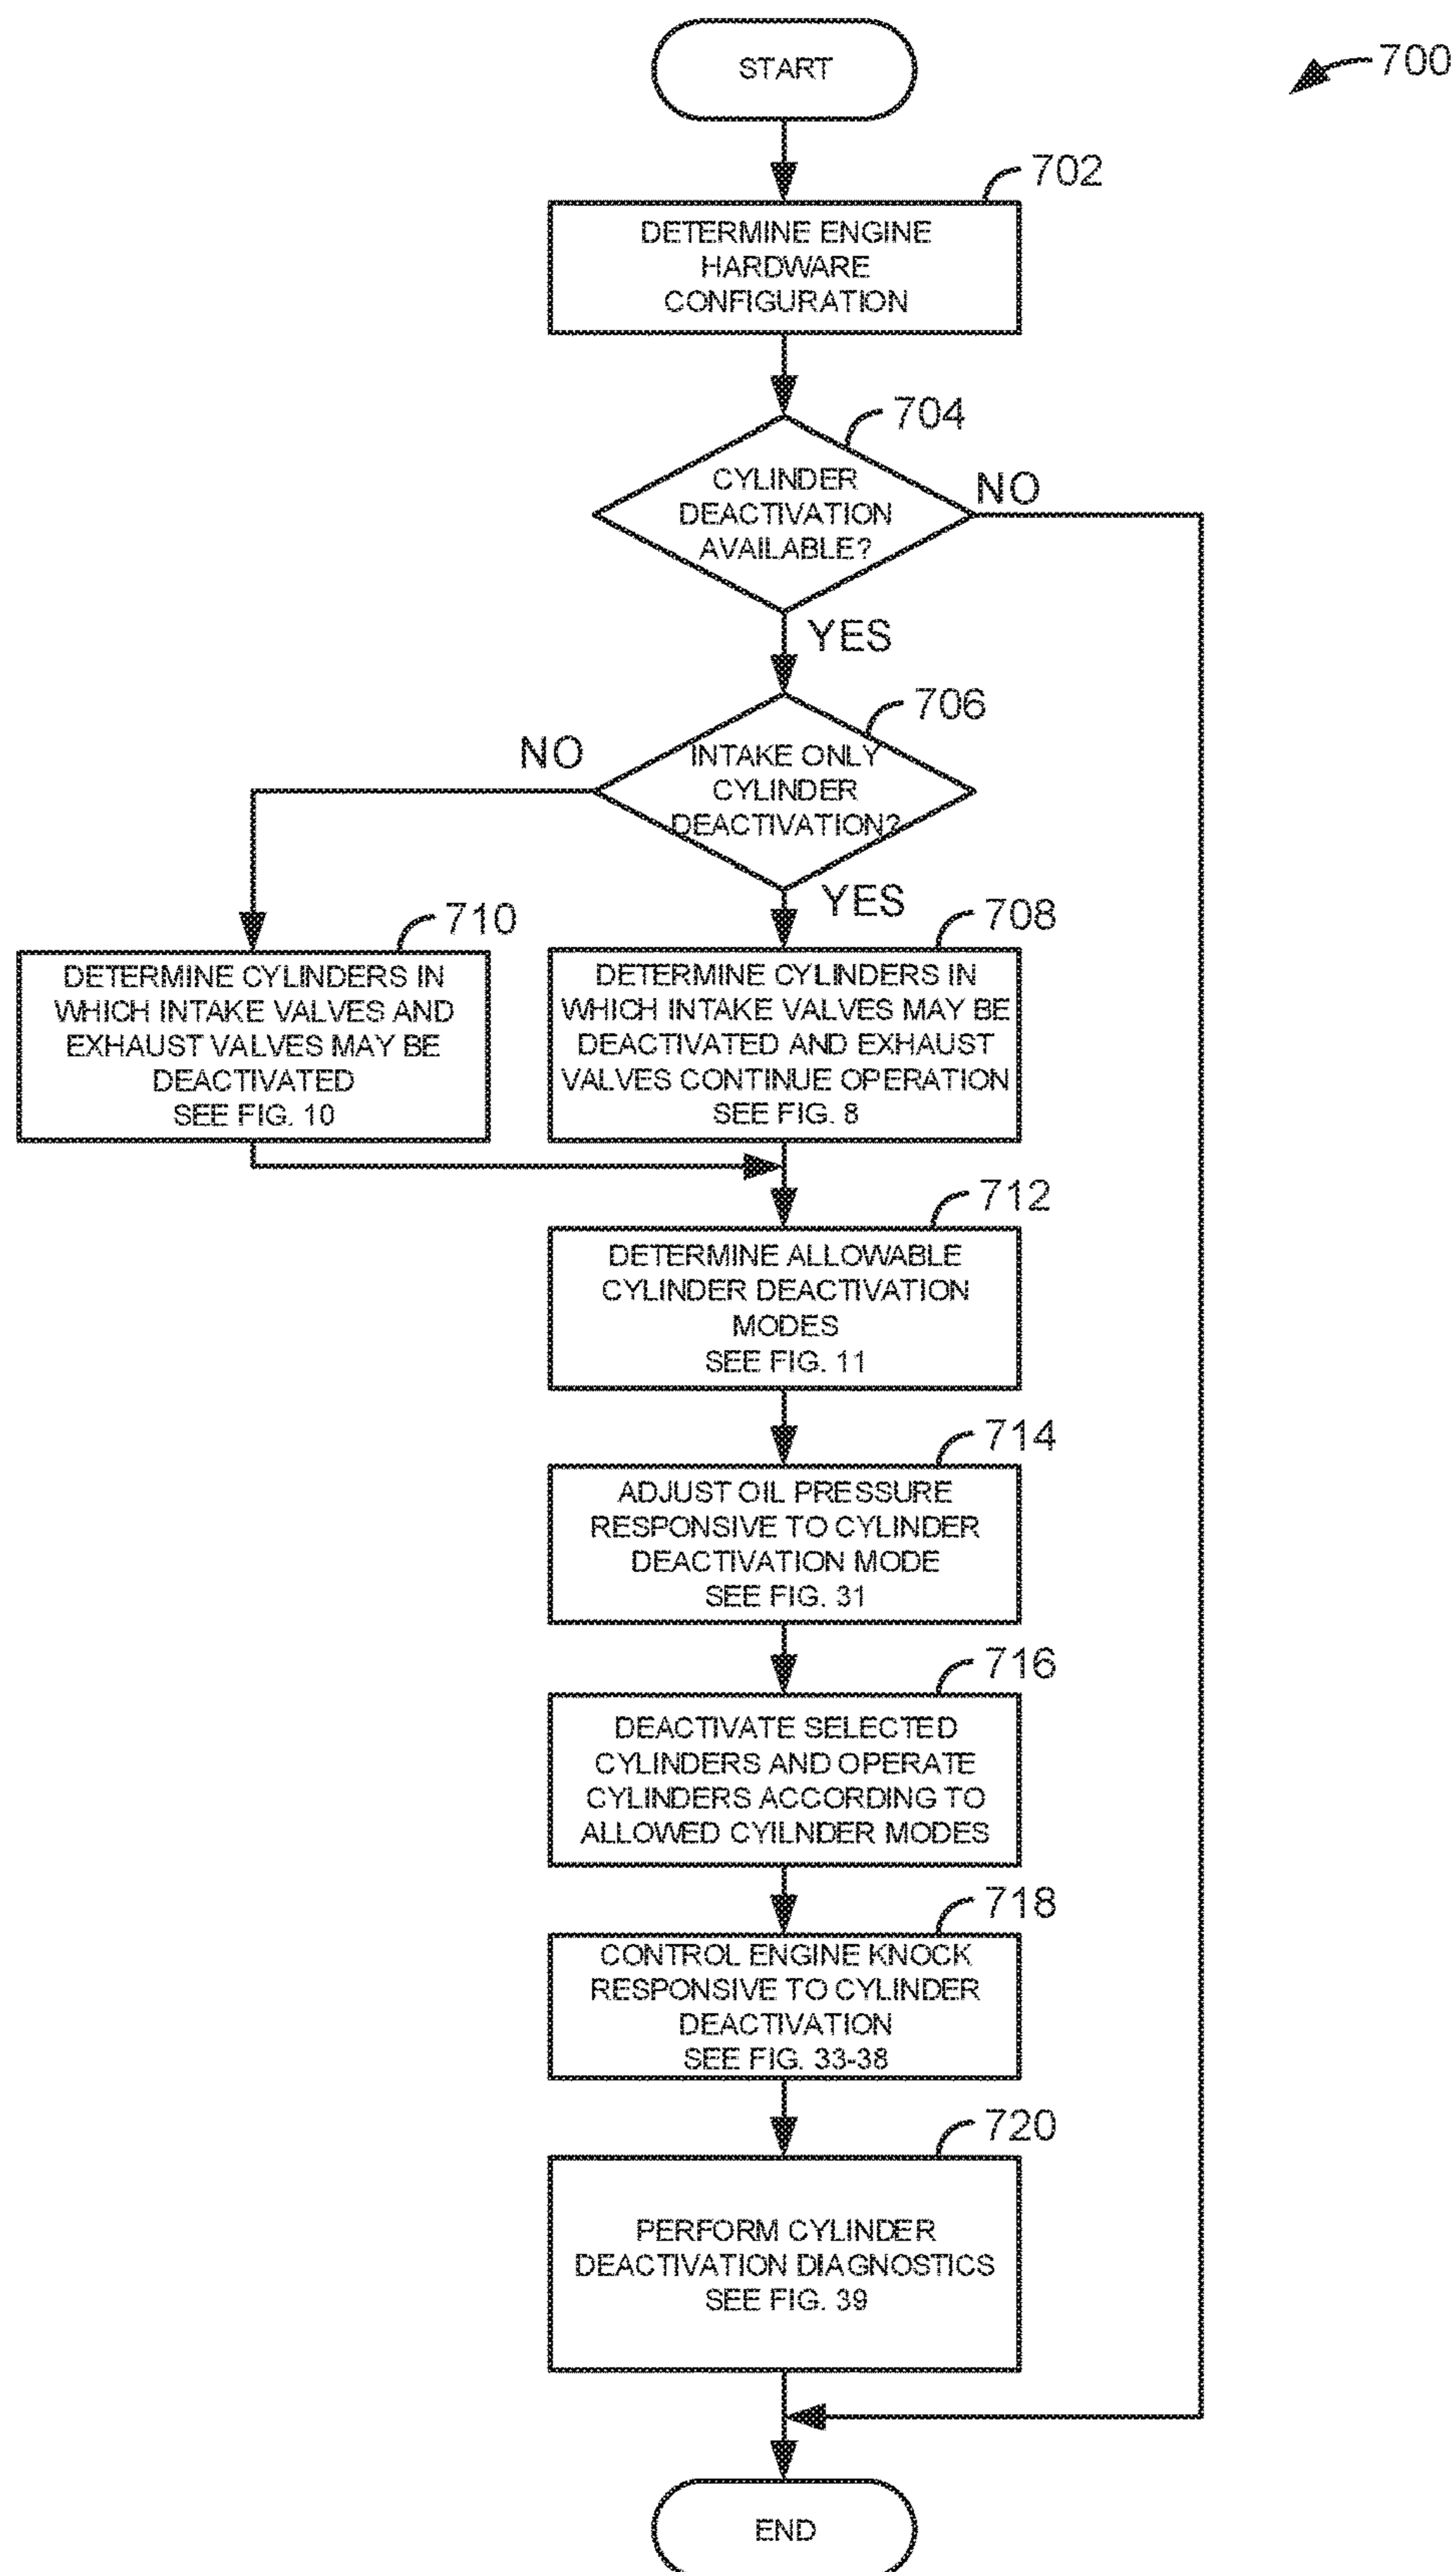 START
700
702
DETERMINE ENGINE
HARDWARE
CONFIGURATION
704
CYLINDER
DEACTIVATION
AVAILABLE?
NO
YES
706
INTAKE ONLY
CYLINDER
DEACTIVATION?
NO
YES
710
DETERMINE CYLINDERS IN
WHICH INTAKE VALVES AND
EXHAUST VALVES MAY BE
DEACTIVATED
SEE FIG. 10
708
DETERMINE CYLINDERS IN
WHICH INTAKE VALVES MAY BE
DEACTIVATED AND EXHAUST
VALVES CONTINUE OPERATION
SEE FIG. 8
712
DETERMINE ALLOWABLE
CYLINDER DEACTIVATION
MODES
SEE FIG. 11
714
ADJUST OIL PRESSURE
RESPONSIVE TO CYLINDER
DEACTIVATION MODE
SEE FIG. 31
716
DEACTIVATE SELECTED
CYLINDERS AND OPERATE
CYLINDERS ACCORDING TO
ALLOWED CYILNDER MODES
718
CONTROL ENGINE KNOCK
RESPONSIVE TO CYLINDER
DEACTIVATION
SEE FIG. 33-38
720
PERFORM CYLINDER
DEACTIVATION DIAGNOSTICS
SEE FIG. 39
END